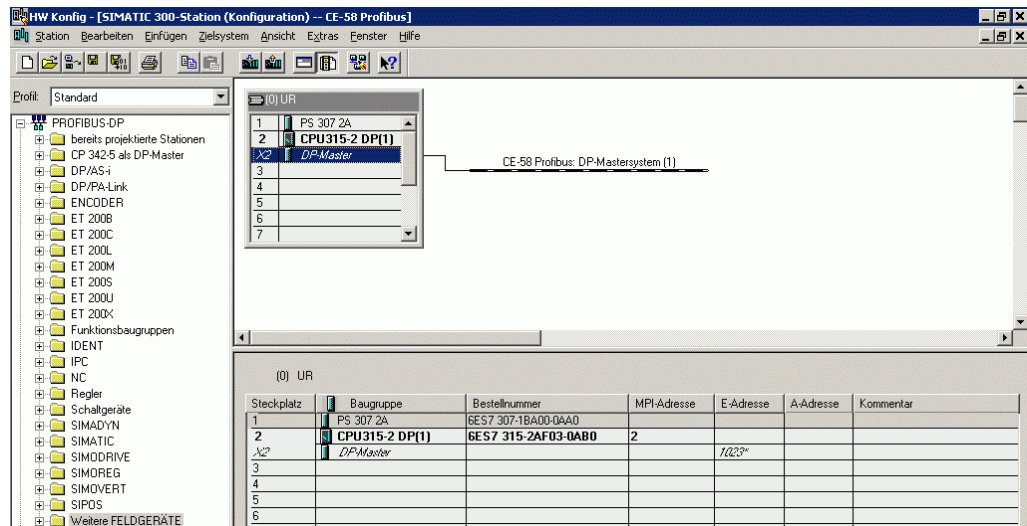 HW Konfig - [SIMATIC 300-Station (Konfiguration) -- CE-58 Profibus]
Station Bearbeiten Einfügen Zielsystem Ansicht Extras Fenster Hilfe
Profil: Standard
PROFIBUS-DP
bereits projektierte Stationen
CP 342-5 als DP-Master
DP/AS-i
DP/PA-Link
ENCODER
ET 200B
ET 200C
ET 200L
ET 200M
ET 200S
ET 200U
ET 200X
Funktionsbaugruppen
IDENT
IPC
NC
Regler
Schaltgeräte
SIMADYN
SIMATIC
SIMODRIVE
SIMOREG
SIMOVERT
SIPOS
Weitere FELDGERÄTE
(0) UR
1 PS 307 2A
2 CPU315-2 DP(1)
X2 DP-Master
3
4
5
6
7
CE-58 Profibus: DP-Mastersystem (1)
(0) UR
Steckplatz Baugruppe Bestellnummer MPI-Adresse E-Adresse A-Adresse Kommentar
1 PS 307 2A 6ES7 307-1BA00-0AA0
2 CPU315-2 DP(1) 6ES7 315-2AF03-0AB0 2
X2 DP-Master 1023*
3
4
5
6